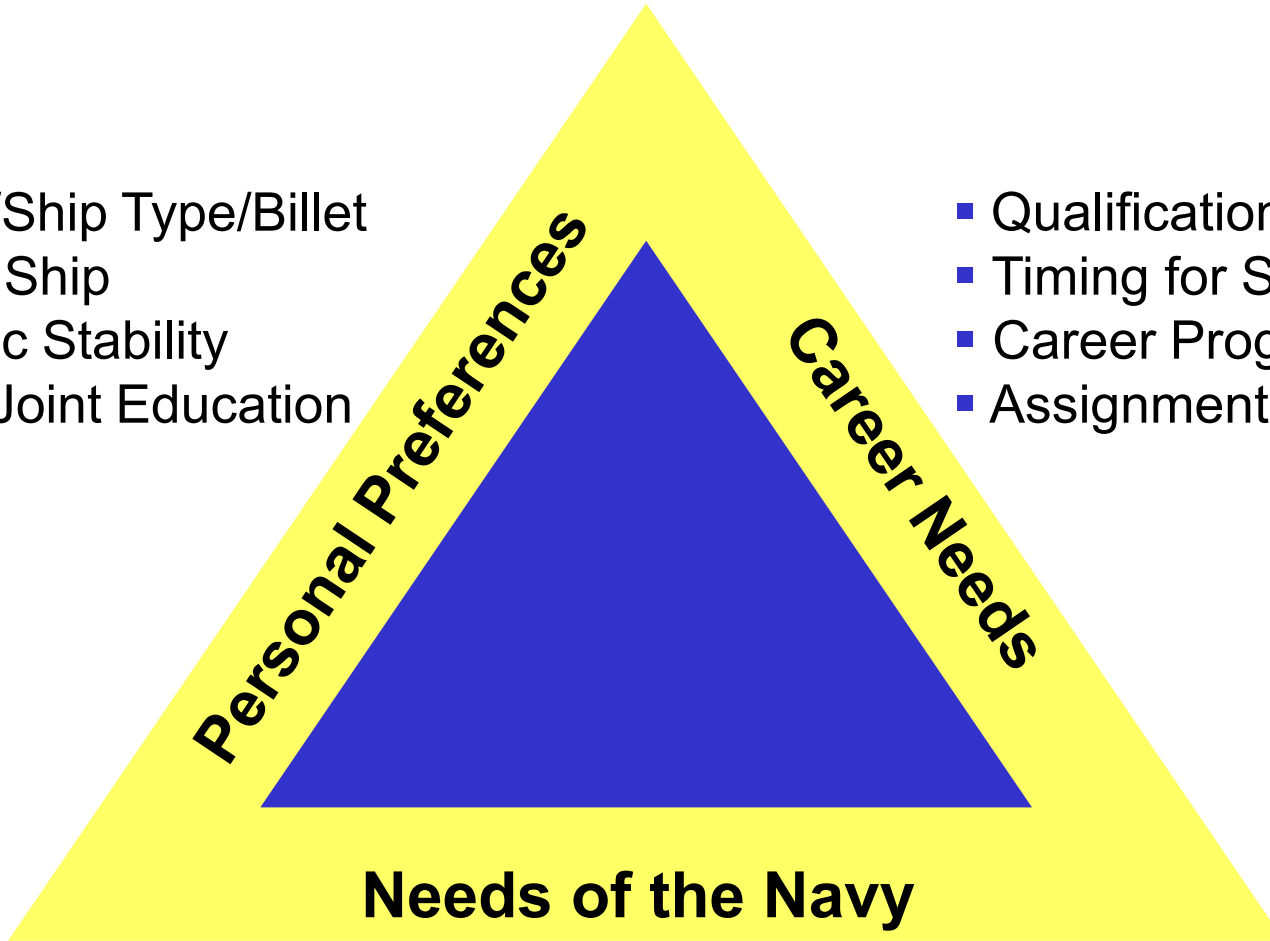 /Ship Type/Billet
Ship
c Stability
Joint Education
Personal Preferences
Career Needs
▪ Qualification
▪ Timing for S
▪ Career Prog
▪ Assignment
Needs of the Navy